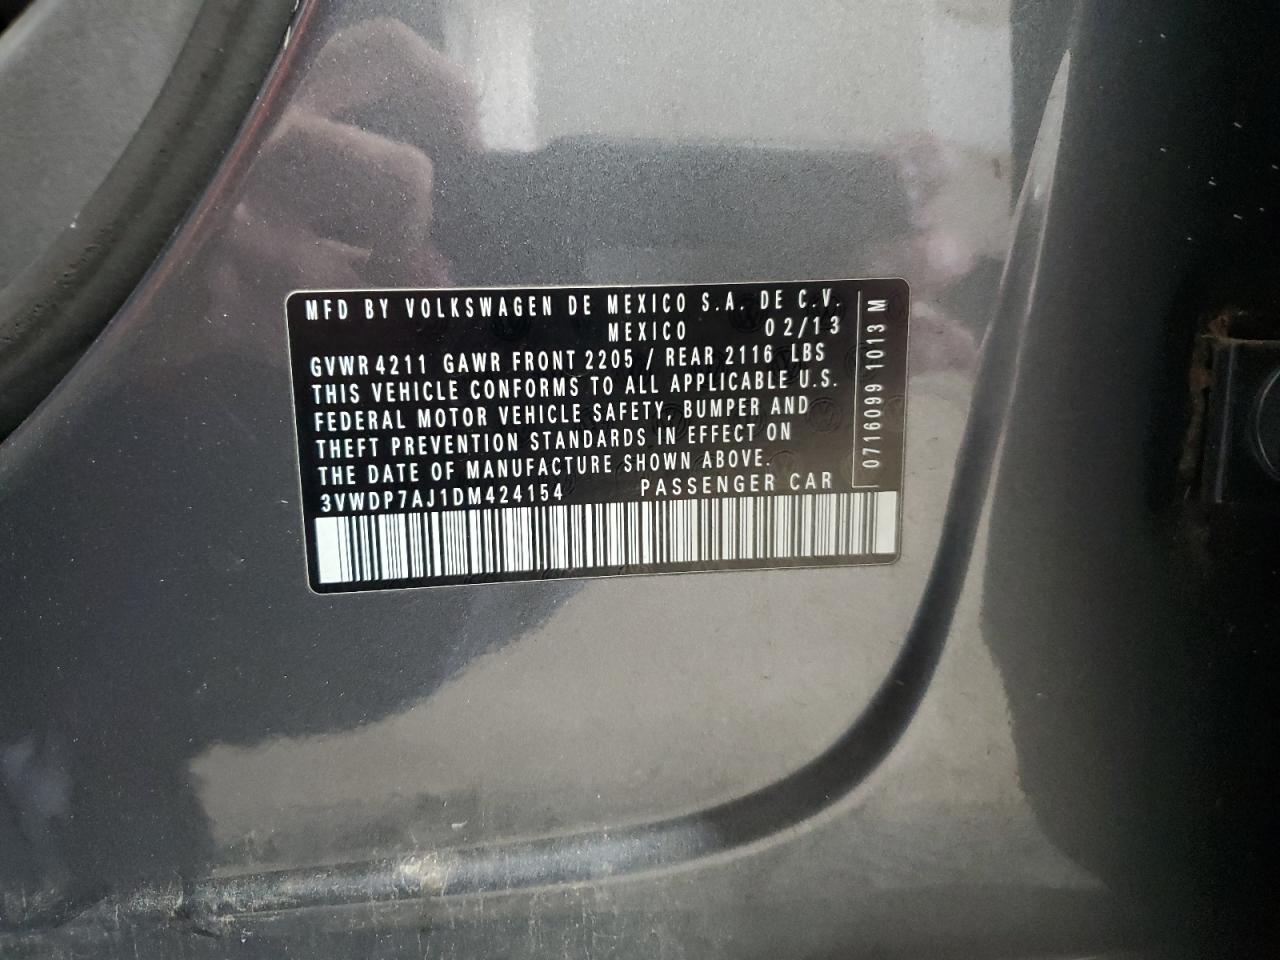 MFD BY VOLKSWAGEN DE MEXICO S.A. DE C.V.
MEXICO 02/13
GVWR 4211 GAWR FRONT 2205 / REAR 2116 LBS
THIS VEHICLE CONFORMS TO ALL APPLICABLE U.S.
FEDERAL MOTOR VEHICLE SAFETY, BUMPER AND
THEFT PREVENTION STANDARDS IN EFFECT ON
THE DATE OF MANUFACTURE SHOWN ABOVE.
3VWDP7AJ1DM424154 PASSENGER CAR
0716099 1013 M